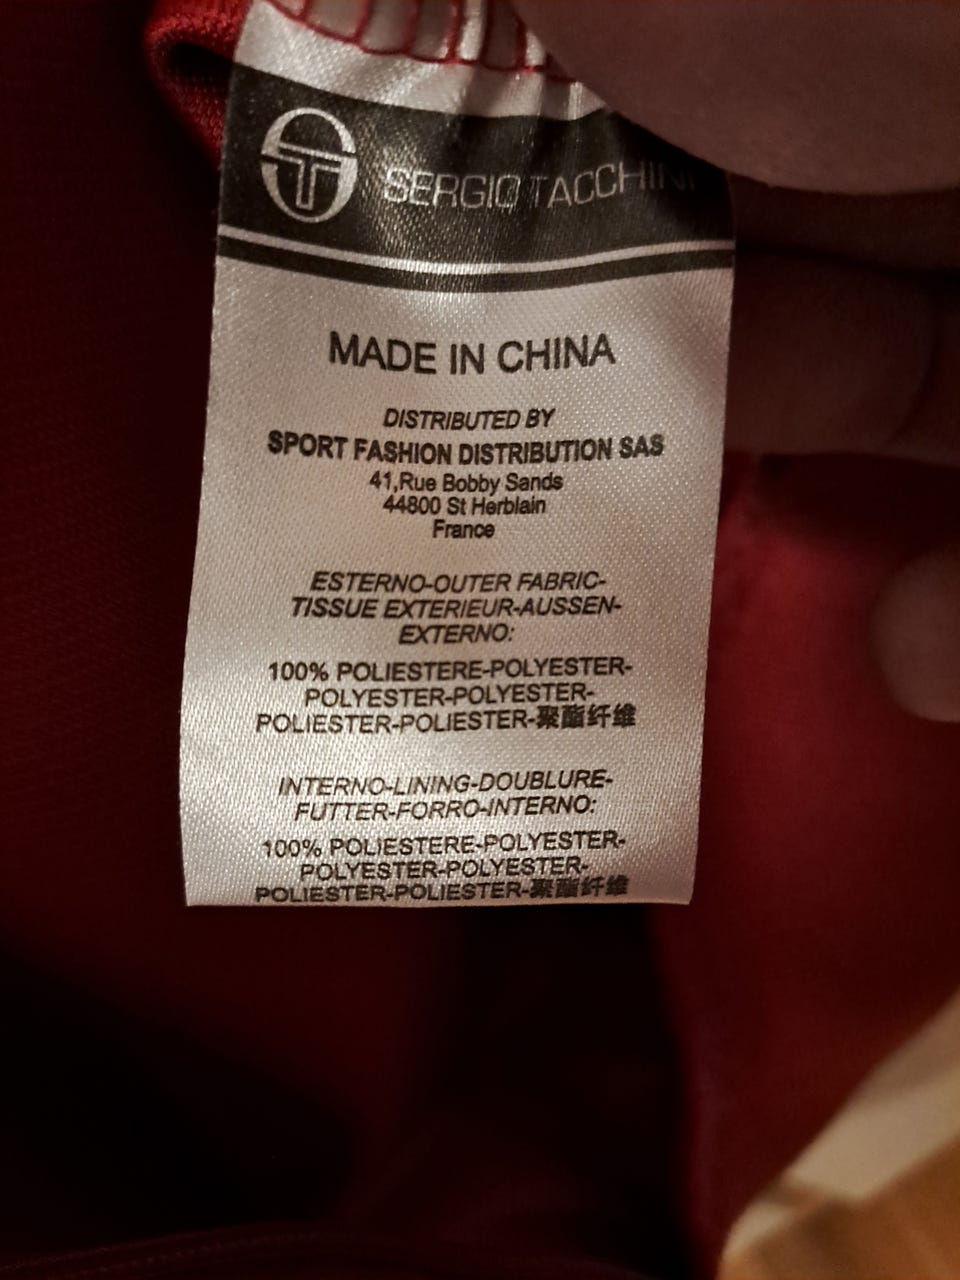 SERGIO TACCHINI
MADE IN CHINA
DISTRIBUTED BY
SPORT FASHION DISTRIBUTION SAS
41,Rue Bobby Sands
44800 St Herblain
France
ESTERNO-OUTER FABRIC-
TISSUE EXTERIEUR-AUSSEN-
EXTERNO:
100% POLIESTERE-POLYESTER-
POLYESTER-POLYESTER-
POLIESTER-POLIESTER-聚酯纤维
INTERNO-LINING-DOUBLURE-
FUTTER-FORRO-INTERNO:
100% POLIESTERE-POLYESTER-
POLYESTER-POLYESTER-
POLIESTER-POLIESTER-聚酯纤维